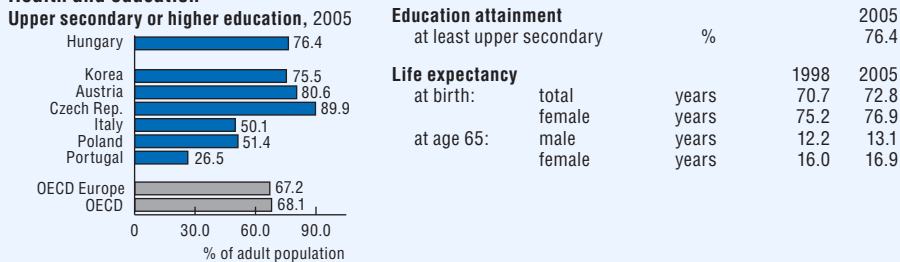 Upper secondary or higher education, 2005
Hungary 76.4
Korea 75.5
Austria 80.6
Czech Rep. 89.9
Italy 50.1
Poland 51.4
Portugal 26.5
OECD Europe 67.2
OECD 68.1
0 30.0 60.0 90.0
% of adult population
Education attainment 2005
at least upper secondary % 76.4
Life expectancy 1998 2005
at birth: total years 70.7 72.8
female years 75.2 76.9
at age 65: male years 12.2 13.1
female years 16.0 16.9